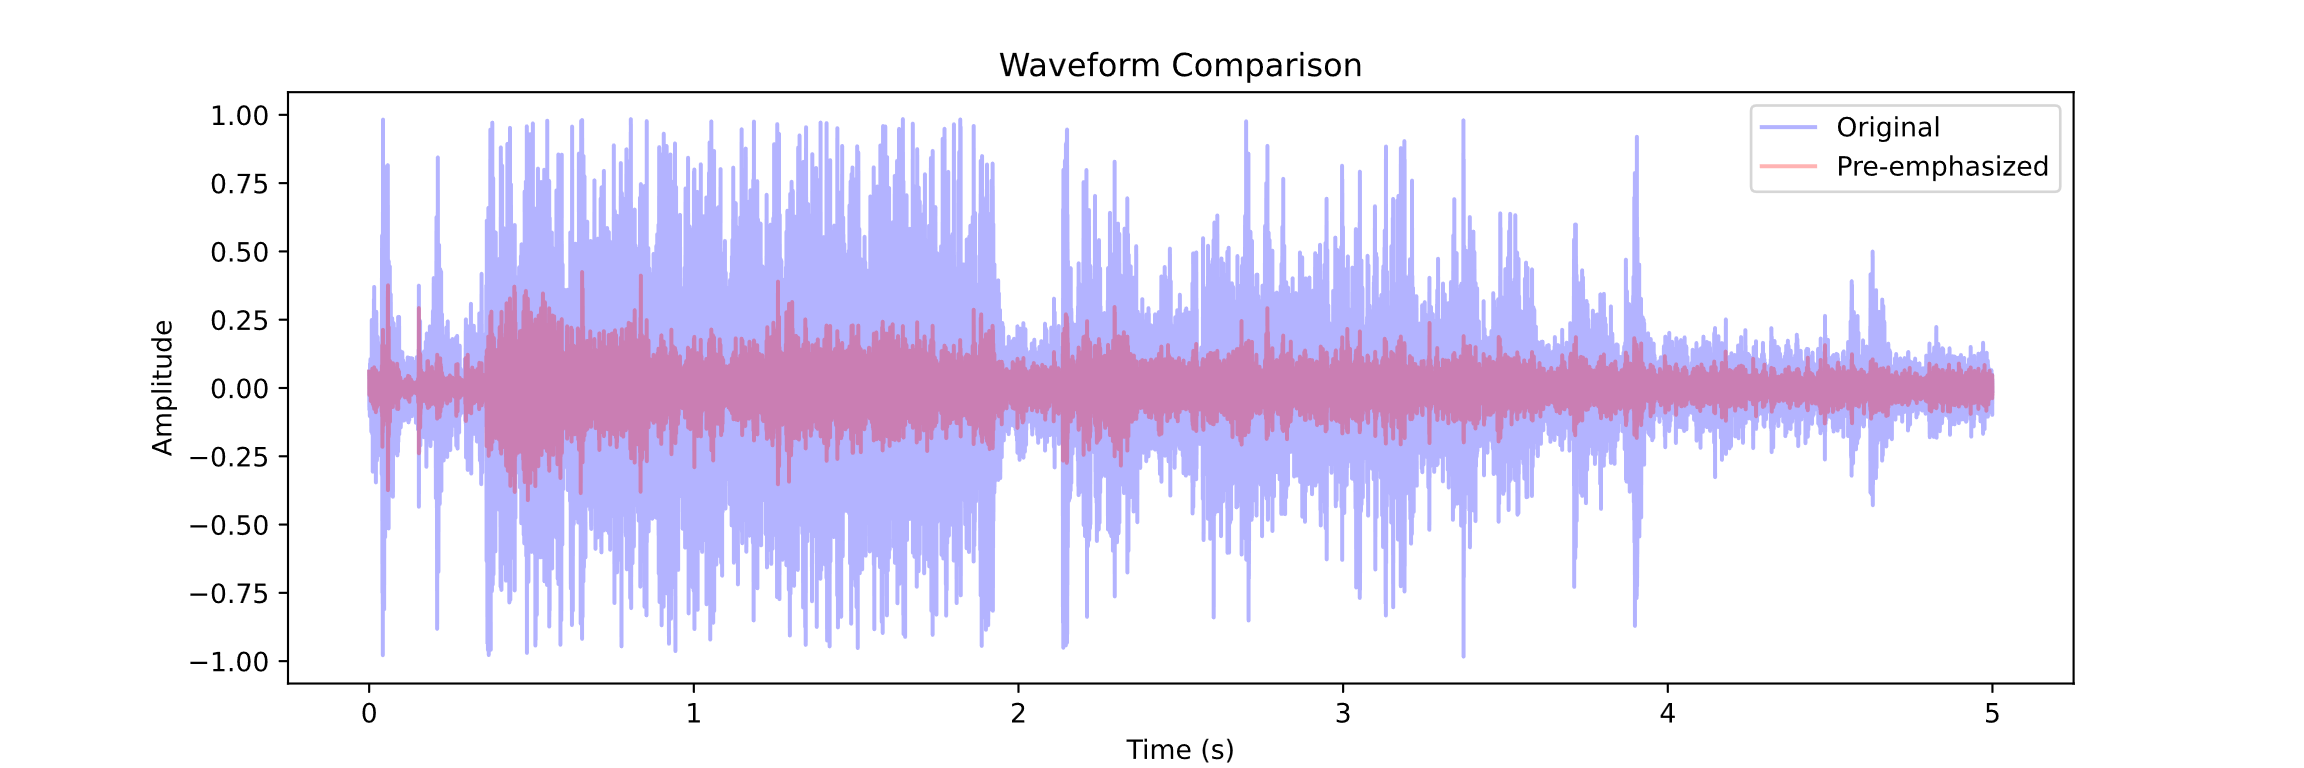 Waveform Comparison
Original
Pre-emphasized
Amplitude
1.00
0.75
0.50
0.25
0.00
−0.25
−0.50
−0.75
−1.00
0 1 2 3 4 5
Time (s)